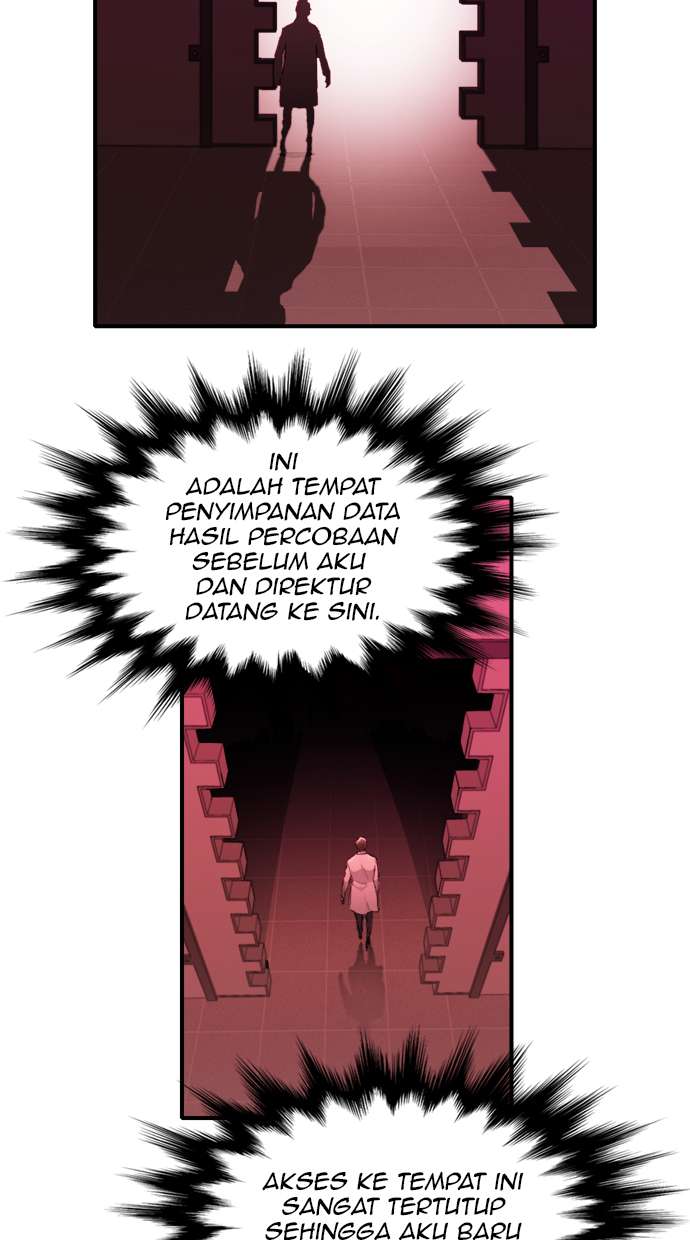 INI
ADALAH TEMPAT
PENYIMPANAN DATA
HASIL PERCOBAAN
SEBELUM AKU
DAN DIREKTUR
DATANG KE SINI.
AKSES KE TEMPAT INI
SANGAT TERTUTUP
SEHINGGA AKU BARU